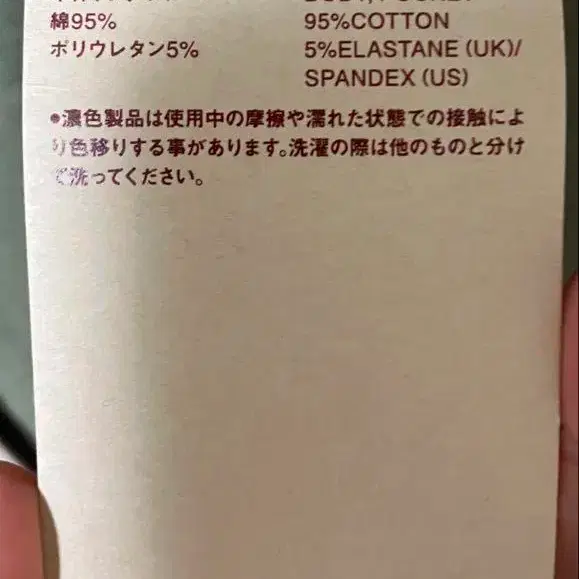 綿95%
ポリウレタン5%
95%COTTON
5%ELASTANE (UK)/
SPANDEX (US)
●濃色製品は使用中の摩擦や濡れた状態での接触によ
り色移りする事があります。洗濯の際は他のものと分け
て洗ってください。